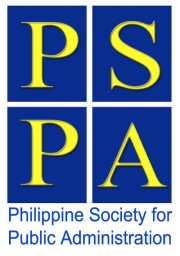 P S
P A
Philippine Society for
Public Administration